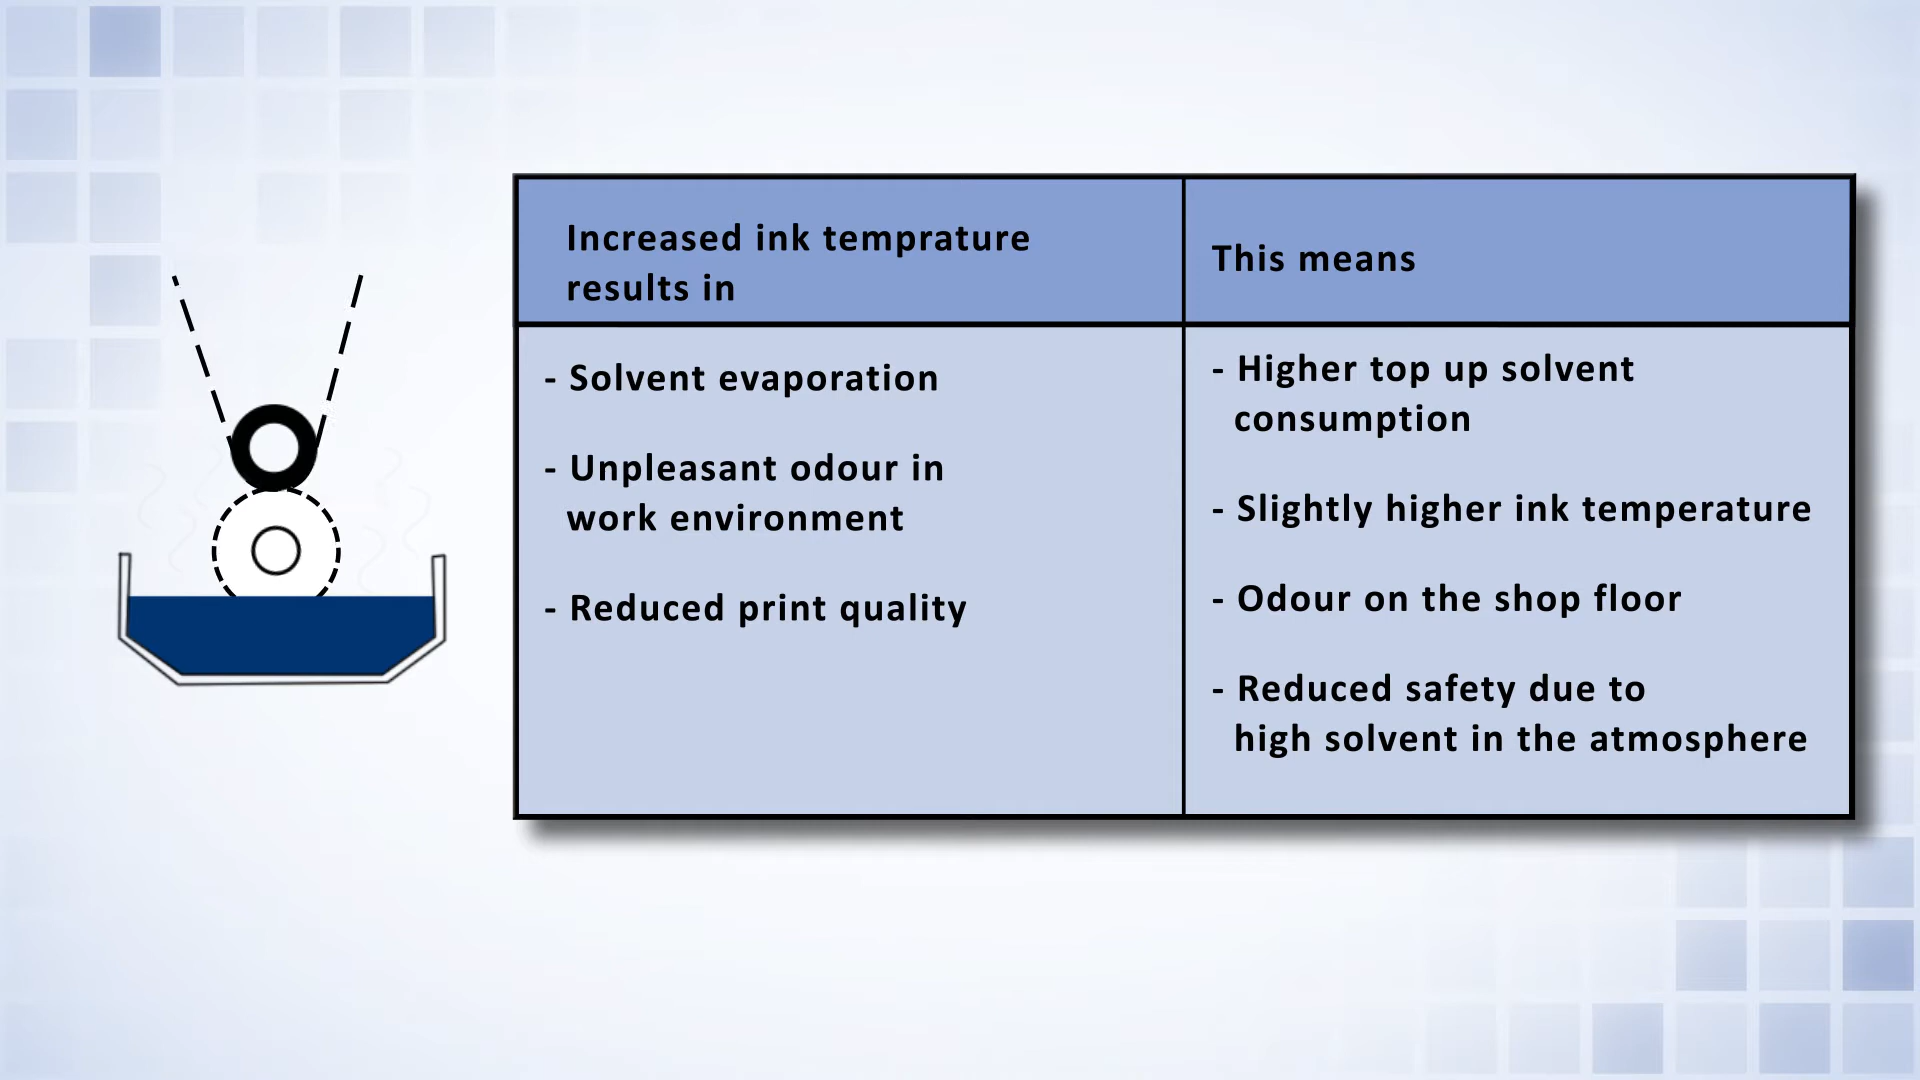 Increased ink temprature
results in
This means
- Solvent evaporation
- Unpleasant odour in
work environment
- Reduced print quality
- Higher top up solvent
consumption
- Slightly higher ink temperature
- Odour on the shop floor
- Reduced safety due to
high solvent in the atmosphere